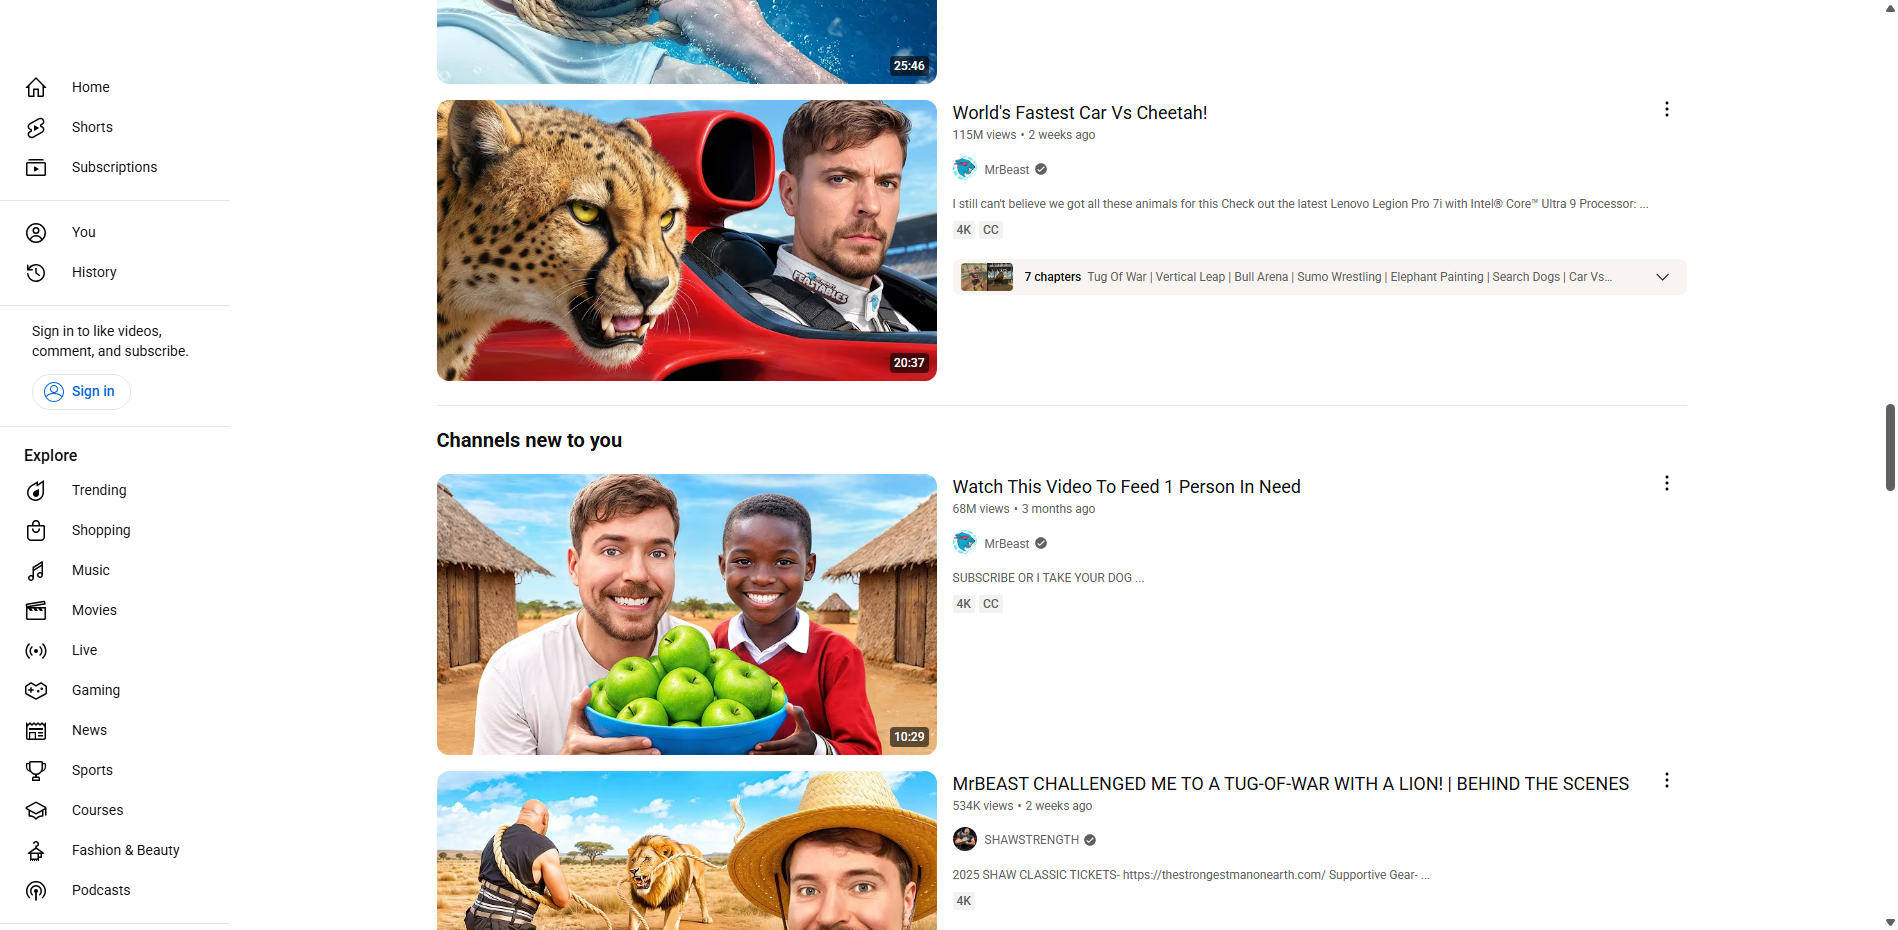 Home
Shorts
Subscriptions
You
History
Sign in to like videos,
comment, and subscribe.
Sign in
Explore
Trending
Shopping
Music
Movies
Live
Gaming
News
Sports
Courses
Fashion & Beauty
Podcasts
25:46
FEASTABLES
20:37
World's Fastest Car Vs Cheetah!
115M views • 2 weeks ago
MrBeast
I still can't believe we got all these animals for this Check out the latest Lenovo Legion Pro 7i with Intel® Core™ Ultra 9 Processor: ...
4K CC
7 chapters Tug Of War | Vertical Leap | Bull Arena | Sumo Wrestling | Elephant Painting | Search Dogs | Car Vs...
Channels new to you
10:29
Watch This Video To Feed 1 Person In Need
68M views • 3 months ago
MrBeast
SUBSCRIBE OR I TAKE YOUR DOG ...
4K CC
MrBEAST CHALLENGED ME TO A TUG-OF-WAR WITH A LION! | BEHIND THE SCENES
534K views • 2 weeks ago
SHAWSTRENGTH
2025 SHAW CLASSIC TICKETS- https://thestrongestmanonearth.com/ Supportive Gear- ...
4K